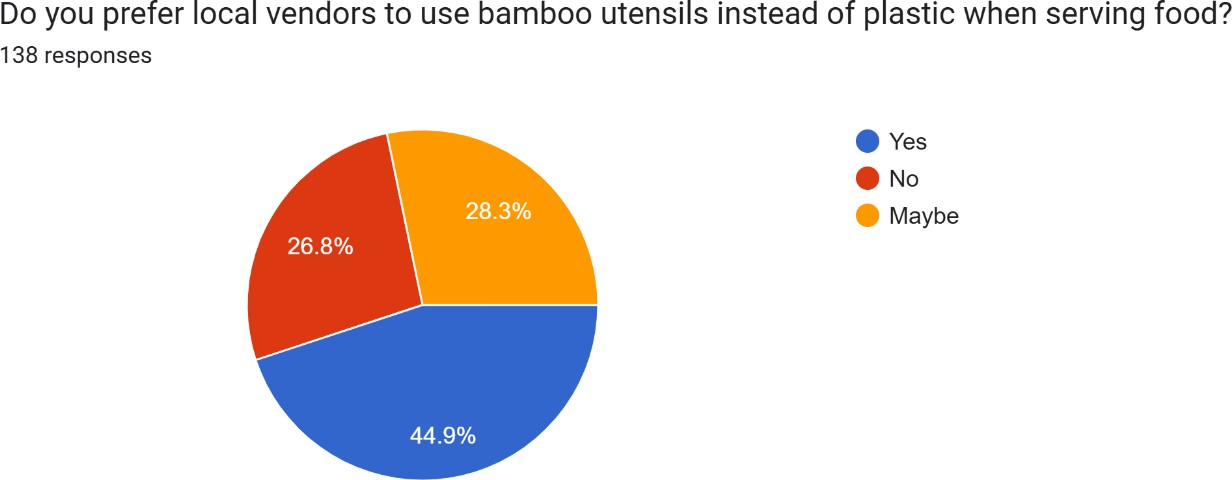 Do you prefer local vendors to use bamboo utensils instead of plastic when serving food?
138 responses
Yes
No
Maybe
28.3%
26.8%
44.9%